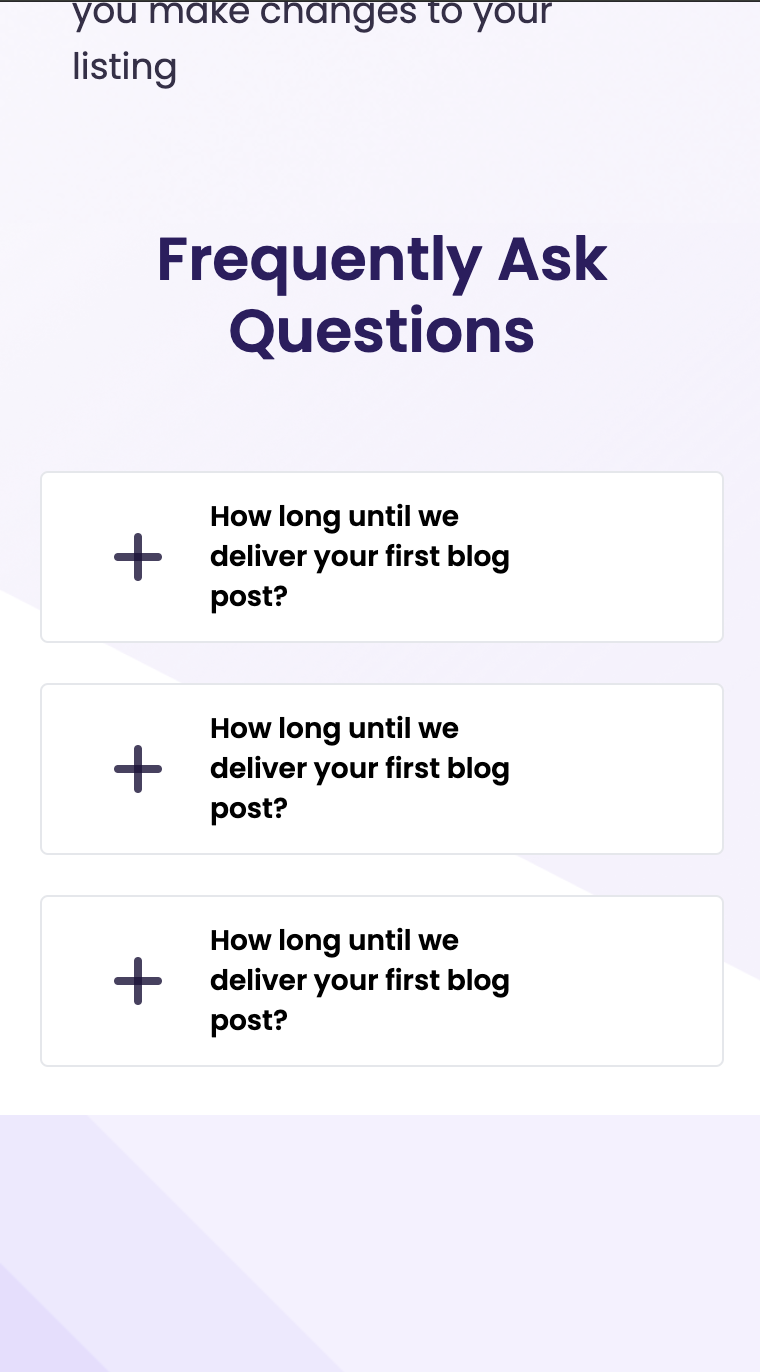 you make changes to your
listing
Frequently Ask
Questions
How long until we
deliver your first blog
post?
How long until we
deliver your first blog
post?
How long until we
deliver your first blog
post?